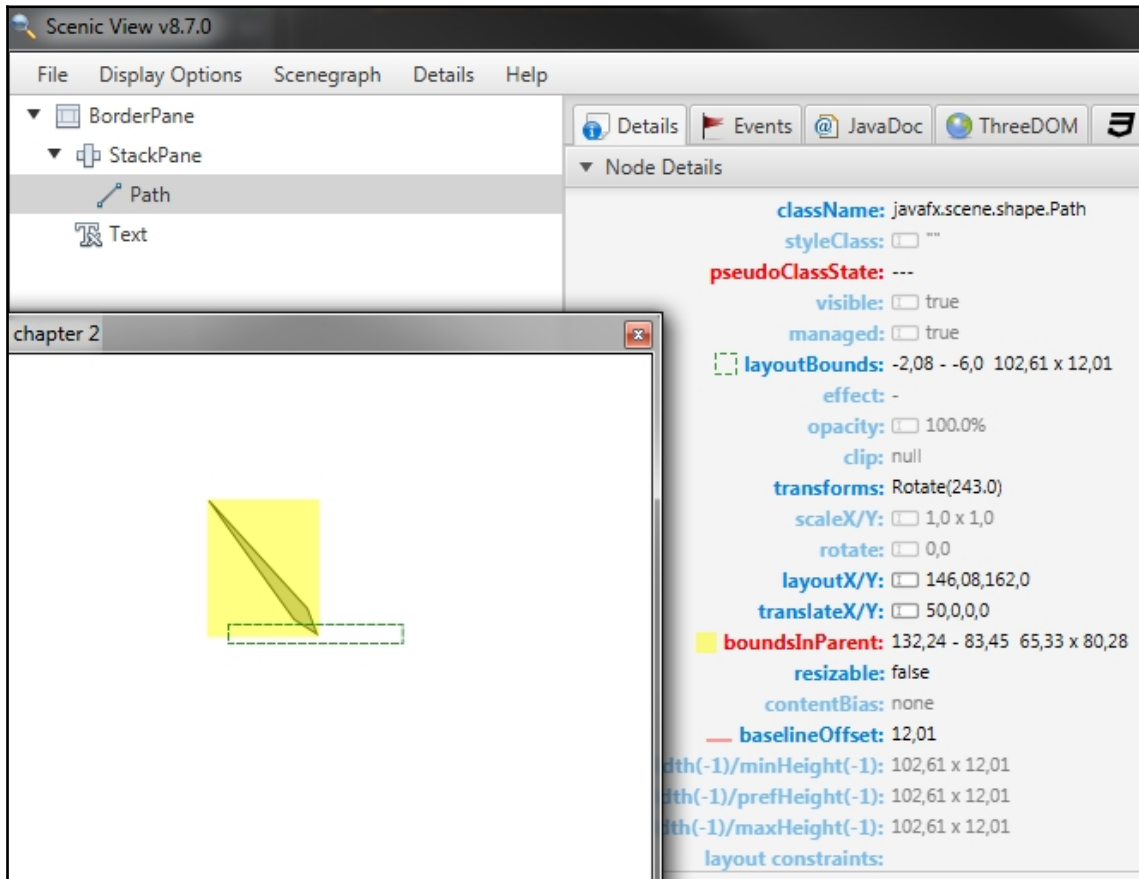 Scenic View v8.7.0
File Display Options Scenegraph Details Help
BorderPane
StackPane
Path
Text
Details Events JavaDoc ThreeDOM
Node Details
className: javafx.scene.shape.Path
styleClass: ""
pseudoClassState: ---
visible: true
managed: true
layoutBounds: -2,08 - -6,0 102,61 x 12,01
effect: -
opacity: 100.0%
clip: null
transforms: Rotate(243.0)
scaleX/Y: 1,0 x 1,0
rotate: 0,0
layoutX/Y: 146,08,162,0
translateX/Y: 50,0,0,0
boundsInParent: 132,24 - 83,45 65,33 x 80,28
resizable: false
contentBias: none
baselineOffset: 12,01
dth(-1)/minHeight(-1): 102,61 x 12,01
dth(-1)/prefHeight(-1): 102,61 x 12,01
dth(-1)/maxHeight(-1): 102,61 x 12,01
layout constraints:
chapter 2